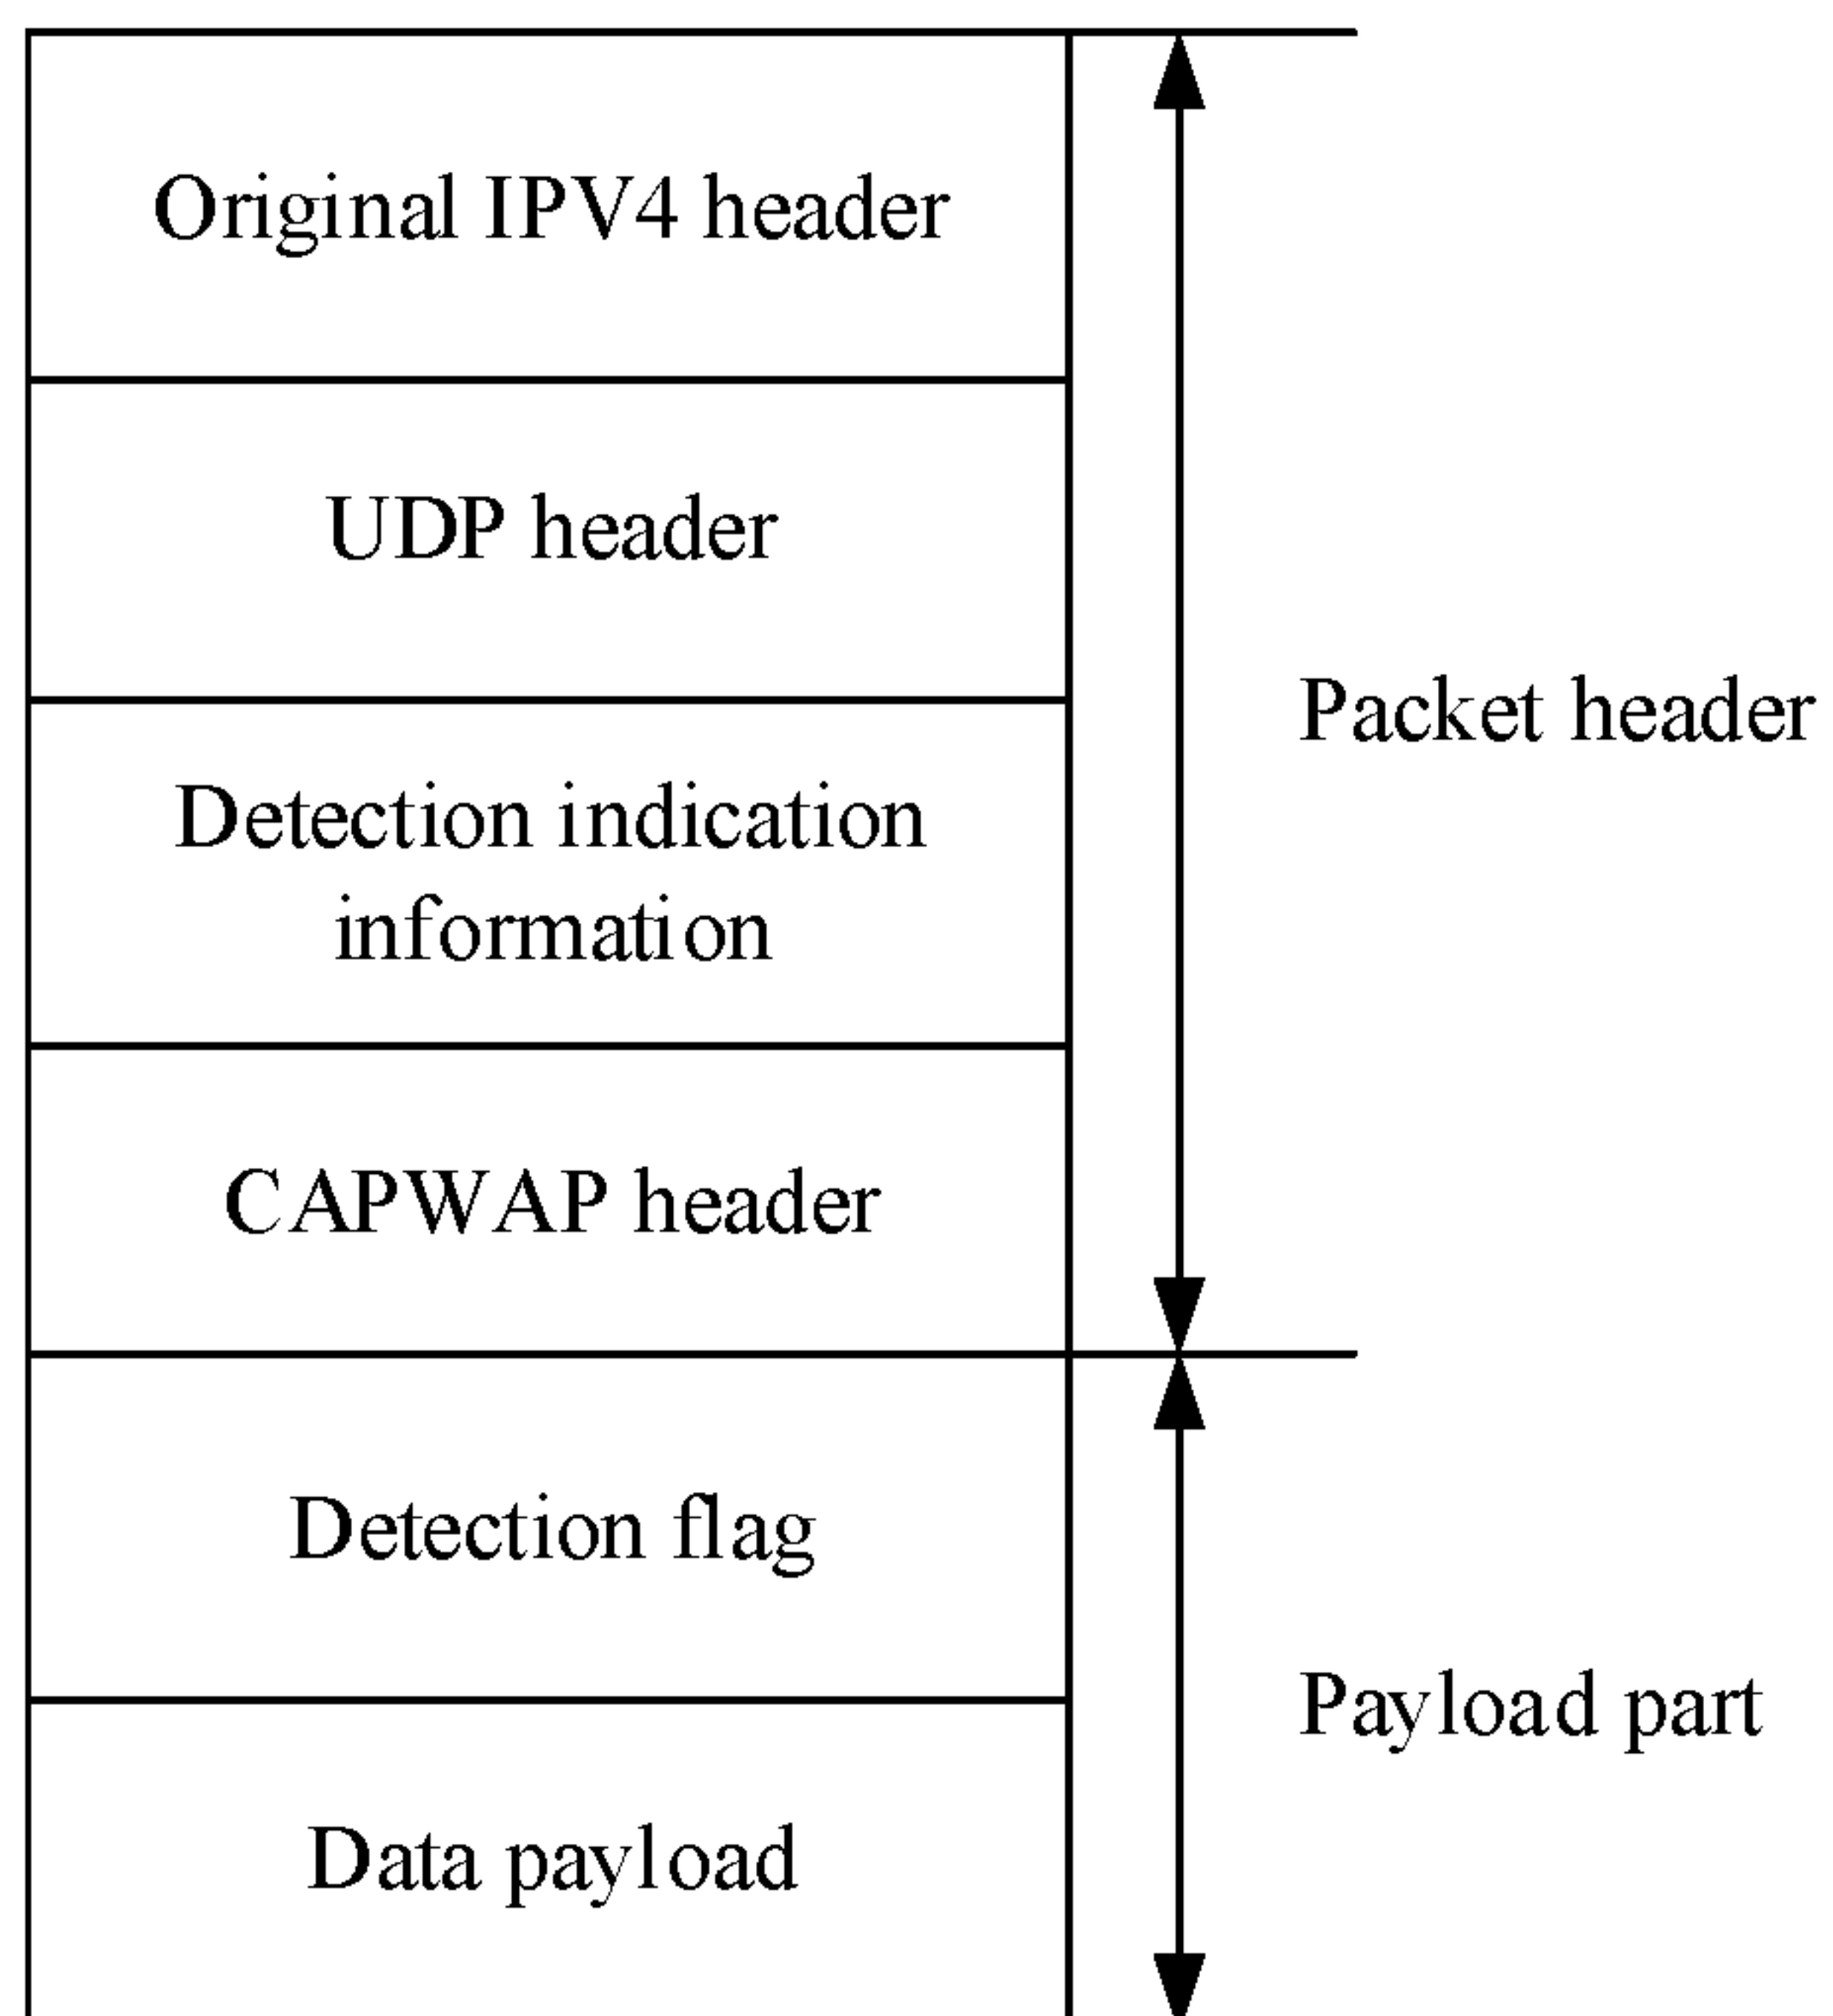 Original IPV4 header
UDP header
Packet header
Detection indication
information
CAPWAP header
Detection flag
Payload part
Data payload